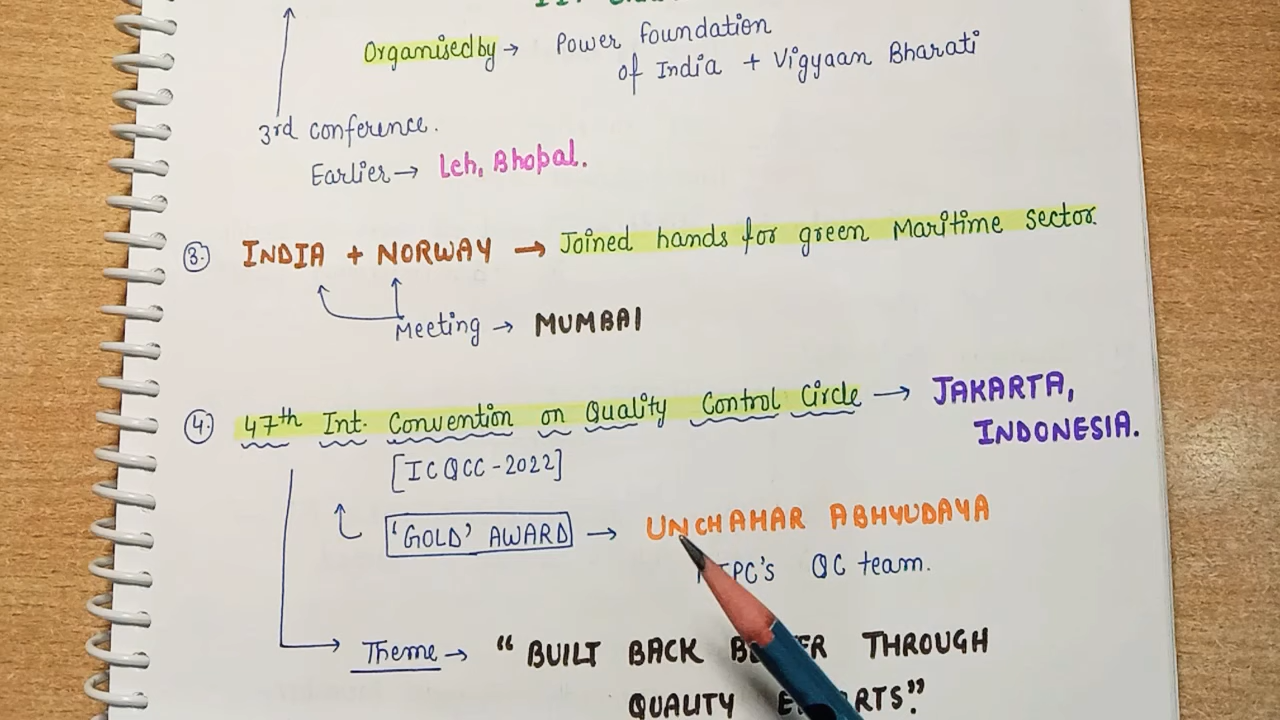 Organised by → Power foundation
of India + Vigyaan Bharati
3rd conference.
Earlier → Leh, Bhopal.
3. INDIA + NORWAY → Joined hands for green Maritime sector.
Meeting → MUMBAI
4. 47th Int. Convention on Quality Control Circle → JAKARTA,
INDONESIA.
[ICQCC-2022]
'GOLD' AWARD → UNCHAHAR ABHYUDAYA
QC team.
Theme → "BUILT BACK THROUGH
QUALITY